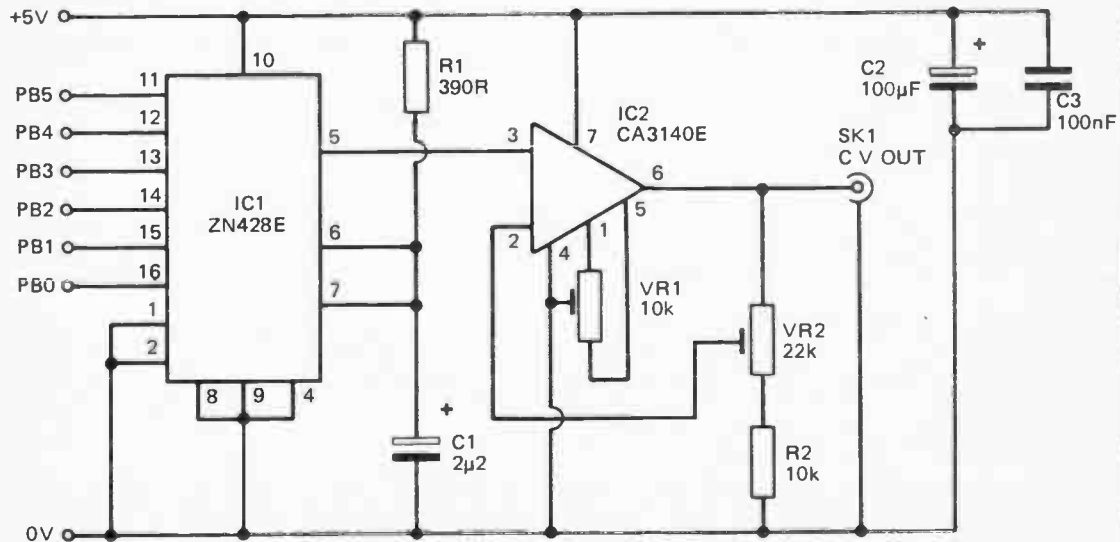 +5V
10
R1
390R
C2
100µF
+
C3
100nF
PB5
11
PB4
12
PB3
13
PB2
14
PB1
15
PB0
16
1
2
IC1
ZN428E
5
6
7
8
9
4
IC2
CA3140E
3
7
2
6
4
1
5
SK1
C V OUT
VR1
10k
VR2
22k
R2
10k
+
C1
2µ2
0V